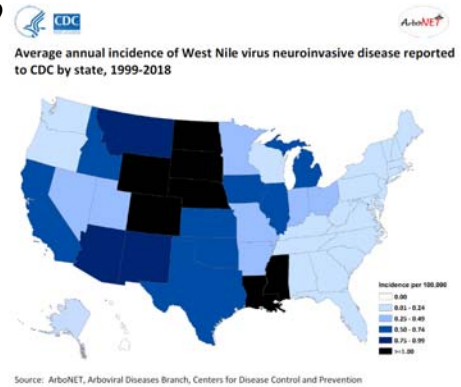 CDC
ArboNET
Average annual incidence of West Nile virus neuroinvasive disease reported
to CDC by state, 1999-2018
Incidence per 100,000
0.00
0.01 - 0.24
0.25 - 0.49
0.50 - 0.74
0.75 - 0.99
>=1.00
Source: ArboNET, Arboviral Diseases Branch, Centers for Disease Control and Prevention